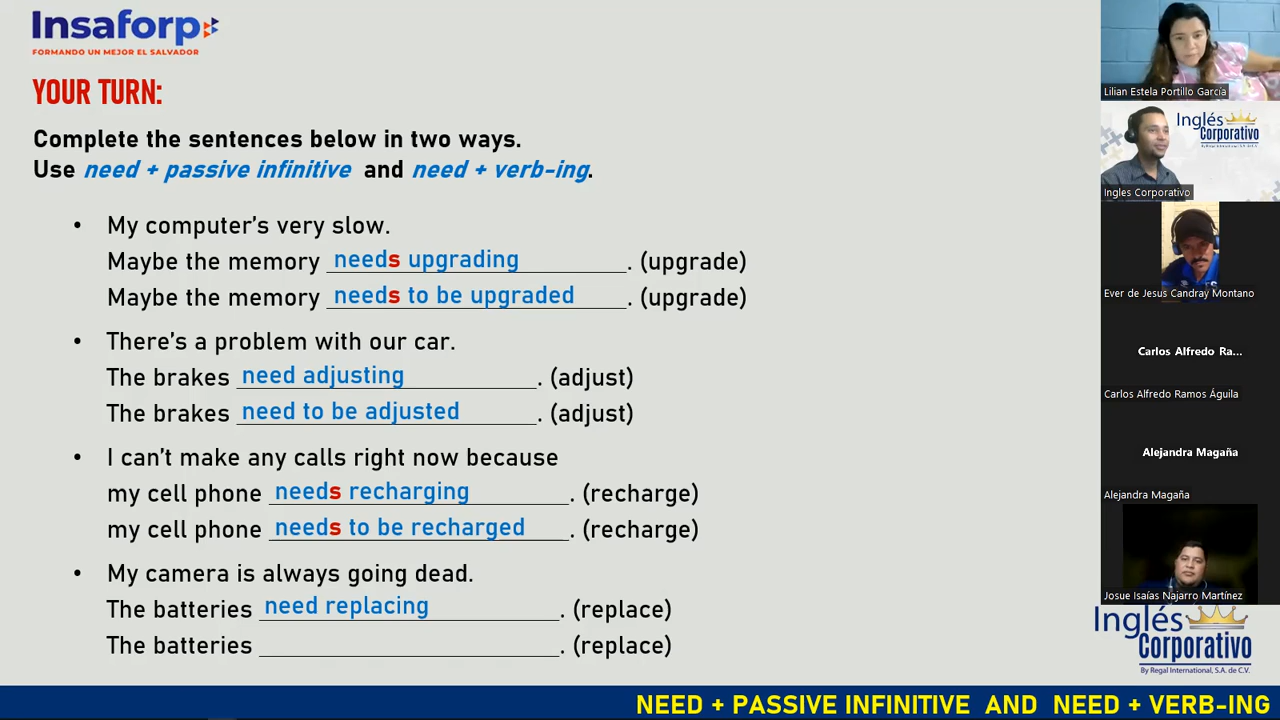 Insaforp
FORMANDO UN MEJOR EL SALVADOR
YOUR TURN:
Complete the sentences below in two ways.
Use need + passive infinitive and need + verb-ing.
• My computer's very slow.
Maybe the memory needs upgrading. (upgrade)
Maybe the memory needs to be upgraded. (upgrade)
• There's a problem with our car.
The brakes need adjusting. (adjust)
The brakes need to be adjusted. (adjust)
• I can't make any calls right now because
my cell phone needs recharging. (recharge)
my cell phone needs to be recharged. (recharge)
• My camera is always going dead.
The batteries need replacing. (replace)
The batteries ____________________. (replace)
NEED + PASSIVE INFINITIVE AND NEED + VERB-ING
Lilian Estela Portillo García
Inglés
Corporativo
By Regal International, S.A. de C.V.
Ingles Corporativo
Ever de Jesus Candray Montano
Carlos Alfredo Ra...
Carlos Alfredo Ramos Águila
Alejandra Magaña
Alejandra Magaña
Josue Isaías Najarro Martínez
Inglés
Corporativo
By Regal International, S.A. de C.V.